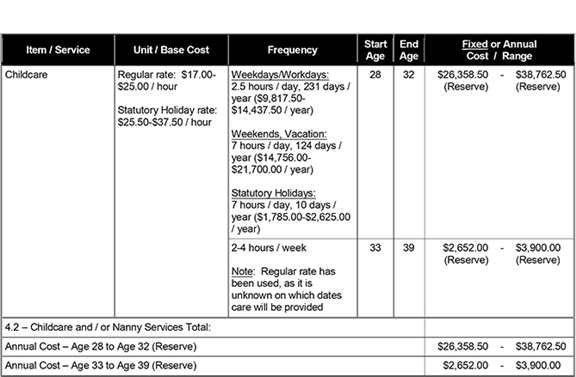 Item / Service
Unit / Base Cost
Frequency
Start Age
End Age
Fixed or Annual Cost / Range
Childcare
Regular rate: $17.00-
$25.00 / hour
Statutory Holiday rate:
$25.50-$37.50 / hour
Weekdays/Workdays:
2.5 hours / day, 231 days /
year ($9,817.50-
$14,437.50 / year)
Weekends, Vacation:
7 hours / day, 124 days /
year ($14,756.00-
$21,700.00 / year)
Statutory Holidays:
7 hours / day, 10 days /
year ($1,785.00-$2,625.00
/ year)
28
32
$26,358.50 - $38,762.50
(Reserve) (Reserve)
2-4 hours / week
Note: Regular rate has
been used, as it is
unknown on which dates
care will be provided
33
39
$2,652.00 - $3,900.00
(Reserve) (Reserve)
4.2 – Childcare and / or Nanny Services Total:
Annual Cost – Age 28 to Age 32 (Reserve) $26,358.50 - $38,762.50
Annual Cost – Age 33 to Age 39 (Reserve) $2,652.00 - $3,900.00